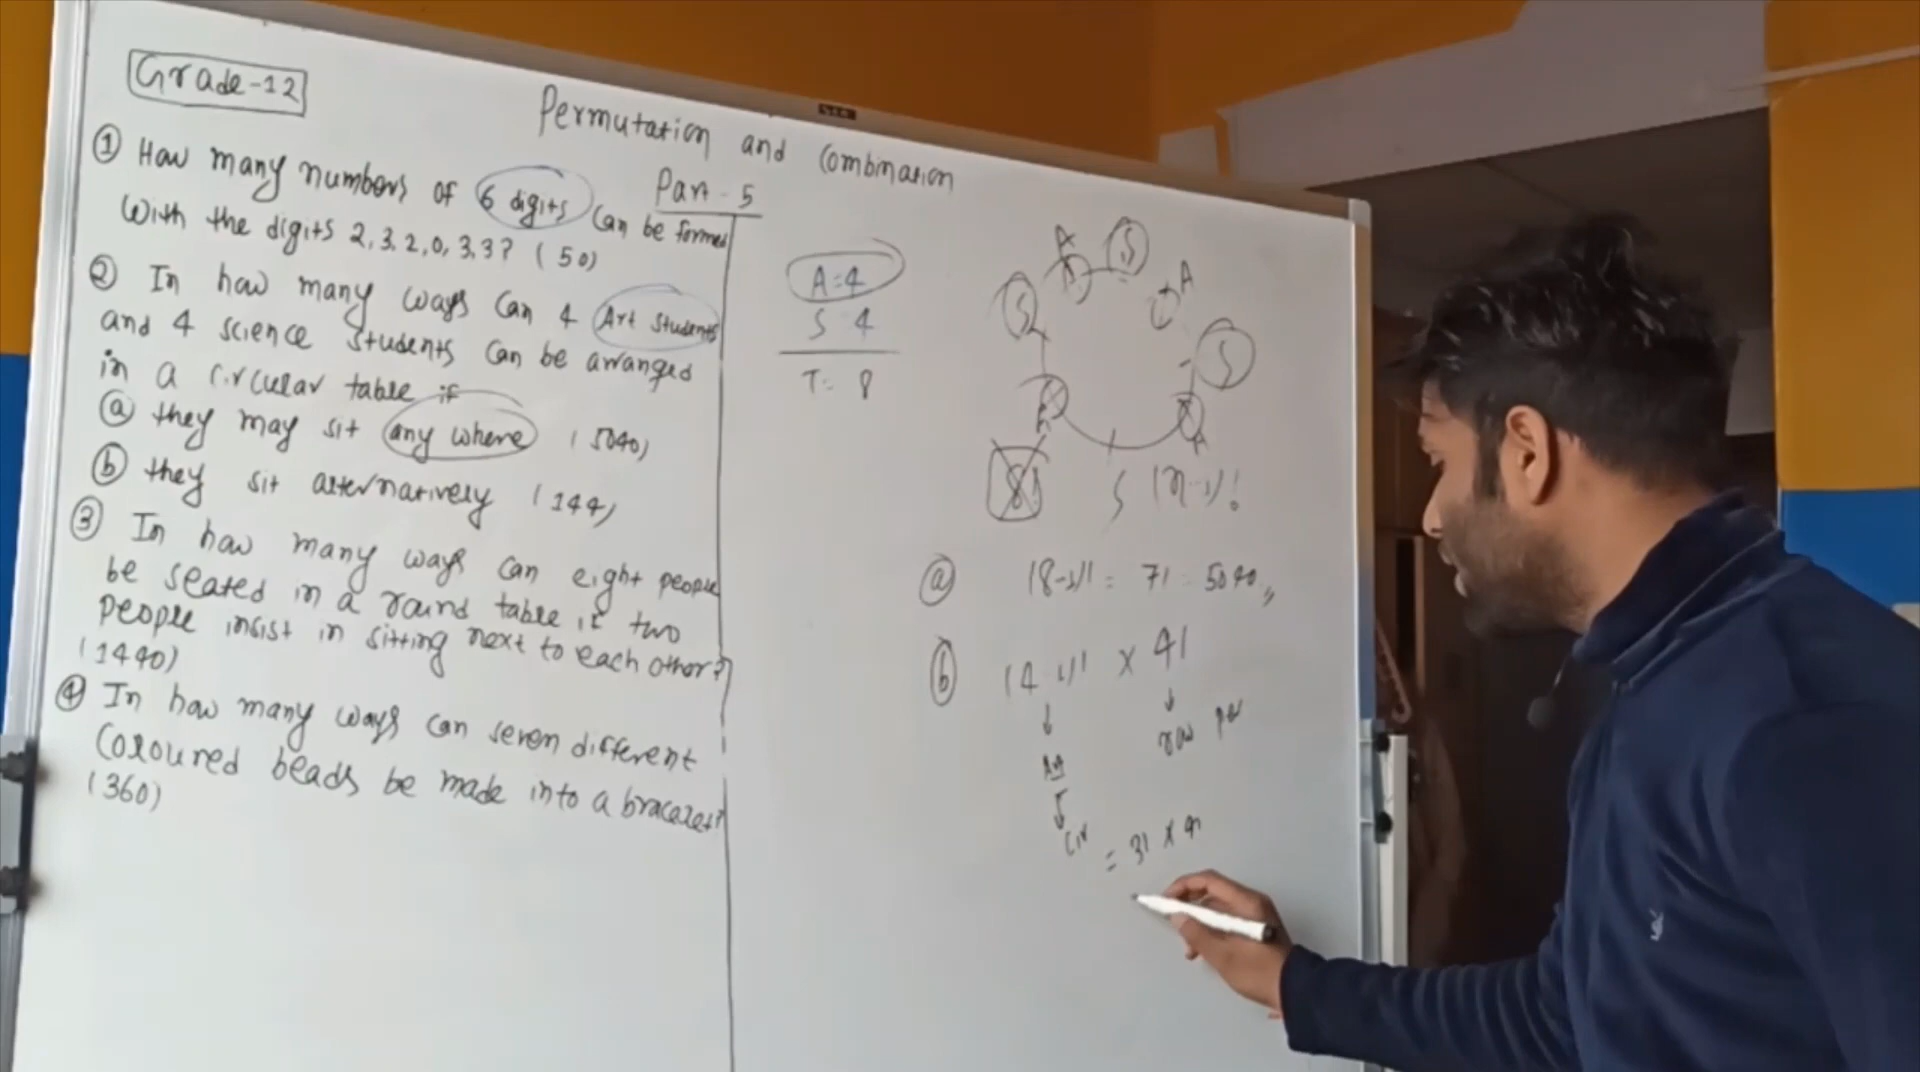 Grade-12
Permutation and Combination
Part-5
① How many numbers of 6 digits can be formed
with the digits 2,3,2,0,3,3? (50)
② In how many ways can 4 Art students
and 4 science students can be arranged
in a circular table if
ⓐ they may sit any where (5040)
ⓑ they sit alternatively (144)
③ In how many ways can eight people
be seated in a round table if two
people insist in sitting next to each other?
(1440)
④ In how many ways can seven different
coloured beads be made into a bracelet?
(360)
A=4
S 4
T= 8
A S
S A
S
A
S (n-1)!
ⓐ (8-1)! = 7! = 5040
ⓑ (4-1)! × 4!
Art
Cir
= 3! × 4!